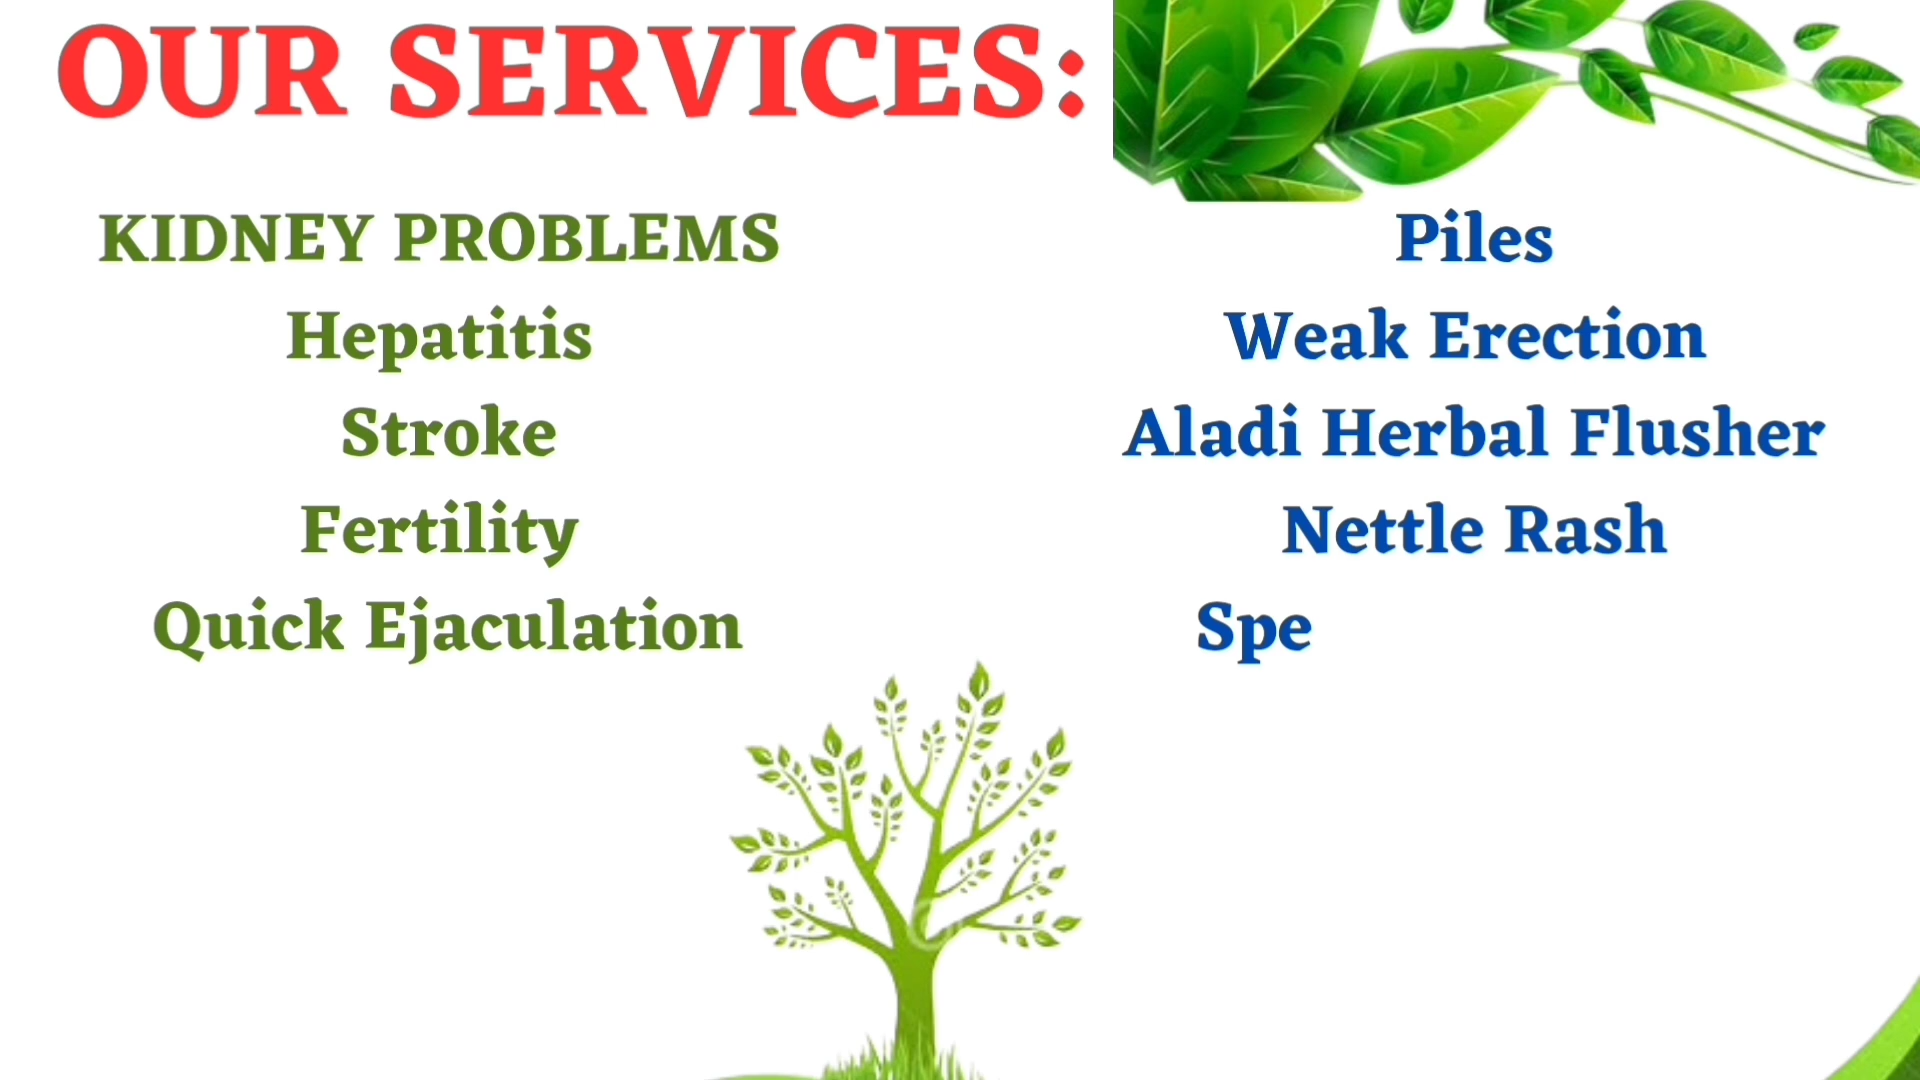 OUR SERVICES:
KIDNEY PROBLEMS
Hepatitis
Stroke
Fertility
Quick Ejaculation
Piles
Weak Erection
Aladi Herbal Flusher
Nettle Rash
Spe